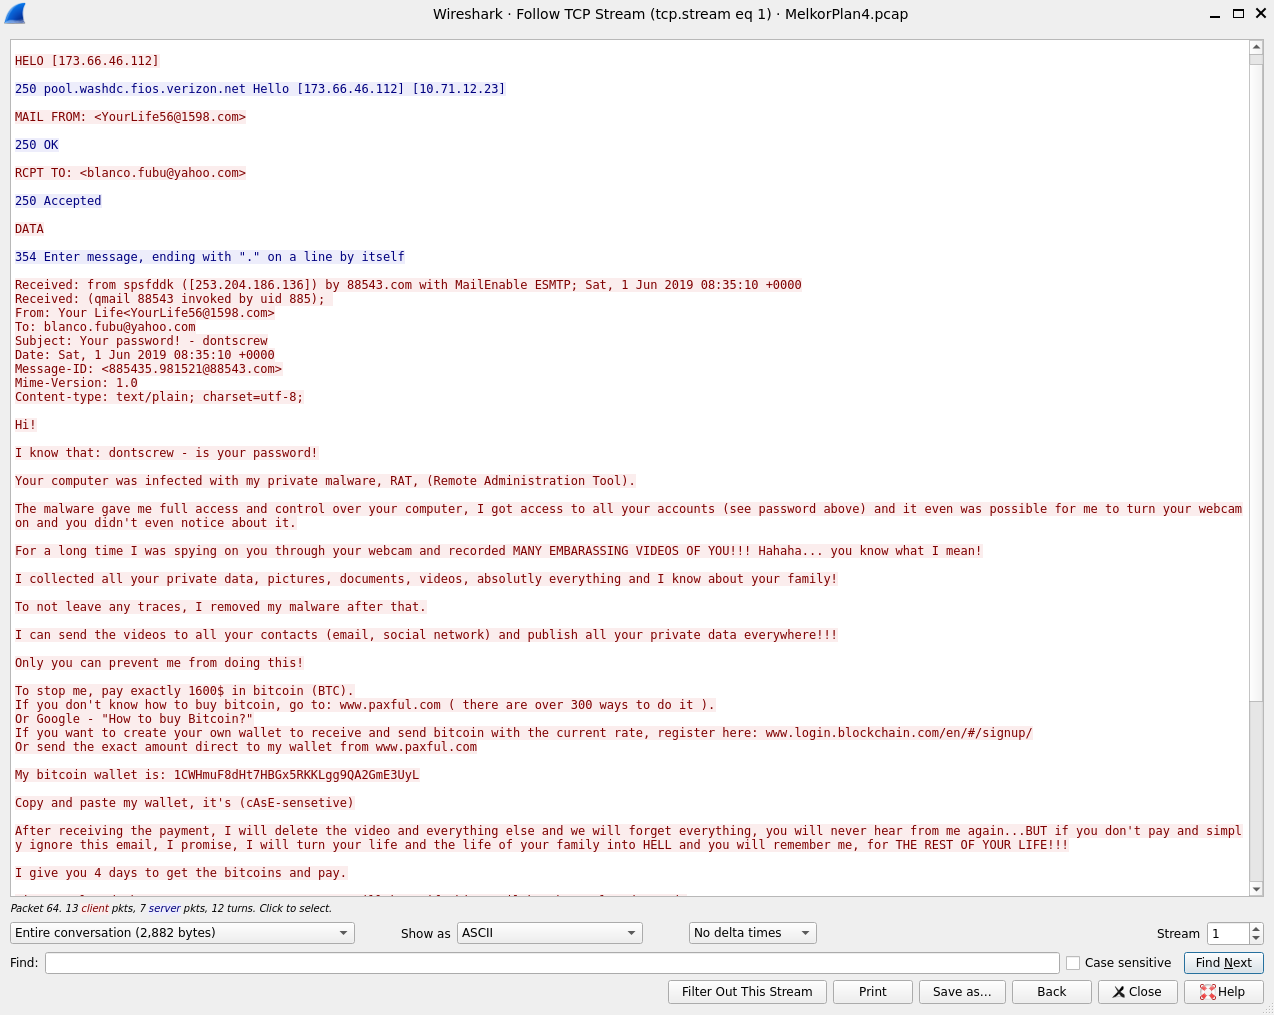 Wireshark · Follow TCP Stream (tcp.stream eq 1) · MelkorPlan4.pcap
HELO [173.66.46.112]
250 pool.washdc.fios.verizon.net Hello [173.66.46.112] [10.71.12.23]
MAIL FROM: <YourLife56@1598.com>
250 OK
RCPT TO: <blanco.fubu@yahoo.com>
250 Accepted
DATA
354 Enter message, ending with "." on a line by itself
Received: from spsfddk ([253.204.186.136]) by 88543.com with MailEnable ESMTP; Sat, 1 Jun 2019 08:35:10 +0000
Received: (qmail 88543 invoked by uid 885);
From: Your Life<YourLife56@1598.com>
To: blanco.fubu@yahoo.com
Subject: Your password! - dontscrew
Date: Sat, 1 Jun 2019 08:35:10 +0000
Message-ID: <885435.981521@88543.com>
Mime-Version: 1.0
Content-type: text/plain; charset=utf-8;
Hi!
I know that: dontscrew - is your password!
Your computer was infected with my private malware, RAT, (Remote Administration Tool).
The malware gave me full access and control over your computer, I got access to all your accounts (see password above) and it even was possible for me to turn your webcam
on and you didn't even notice about it.
For a long time I was spying on you through your webcam and recorded MANY EMBARASSING VIDEOS OF YOU!!! Hahaha... you know what I mean!
I collected all your private data, pictures, documents, videos, absolutly everything and I know about your family!
To not leave any traces, I removed my malware after that.
I can send the videos to all your contacts (email, social network) and publish all your private data everywhere!!!
Only you can prevent me from doing this!
To stop me, pay exactly 1600$ in bitcoin (BTC).
If you don't know how to buy bitcoin, go to: www.paxful.com ( there are over 300 ways to do it ).
Or Google - "How to buy Bitcoin?"
If you want to create your own wallet to receive and send bitcoin with the current rate, register here: www.login.blockchain.com/en/#/signup/
Or send the exact amount direct to my wallet from www.paxful.com
My bitcoin wallet is: 1CWHmuF8dHt7HBGx5RKKLgg9QA2GmE3UyL
Copy and paste my wallet, it's (cAsE-sensetive)
After receiving the payment, I will delete the video and everything else and we will forget everything, you will never hear from me again...BUT if you don't pay and simpl
y ignore this email, I promise, I will turn your life and the life of your family into HELL and you will remember me, for THE REST OF YOUR LIFE!!!
I give you 4 days to get the bitcoins and pay.
Packet 64. 13 client pkts, 7 server pkts, 12 turns. Click to select.
Entire conversation (2,882 bytes) Show as ASCII No delta times Stream 1
Find: Case sensitive Find Next
Filter Out This Stream Print Save as... Back Close Help